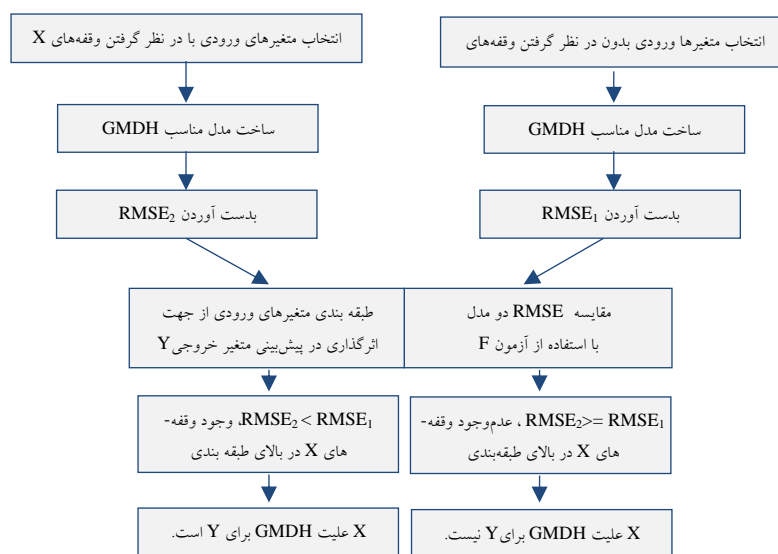 انتخاب متغیرها ورودی بدون در نظر گرفتن وقفه‌های
انتخاب متغیرهای ورودی با در نظر گرفتن وقفه‌های X
ساخت مدل مناسب GMDH
ساخت مدل مناسب GMDH
بدست آوردن RMSE₁
بدست آوردن RMSE₂
مقایسه RMSE دو مدل
با استفاده از آزمون F
طبقه بندی متغیرهای ورودی از جهت
اثرگذاری در پیش‌بینی متغیر خروجی Y
RMSE₂>= RMSE₁ ، عدم‌وجود وقفه-
های X در بالای طبقه‌بندی
RMSE₂ < RMSE₁، وجود وقفه-
های X در بالای طبقه بندی
X علیت GMDH برای Y نیست.
X علیت GMDH برای Y است.